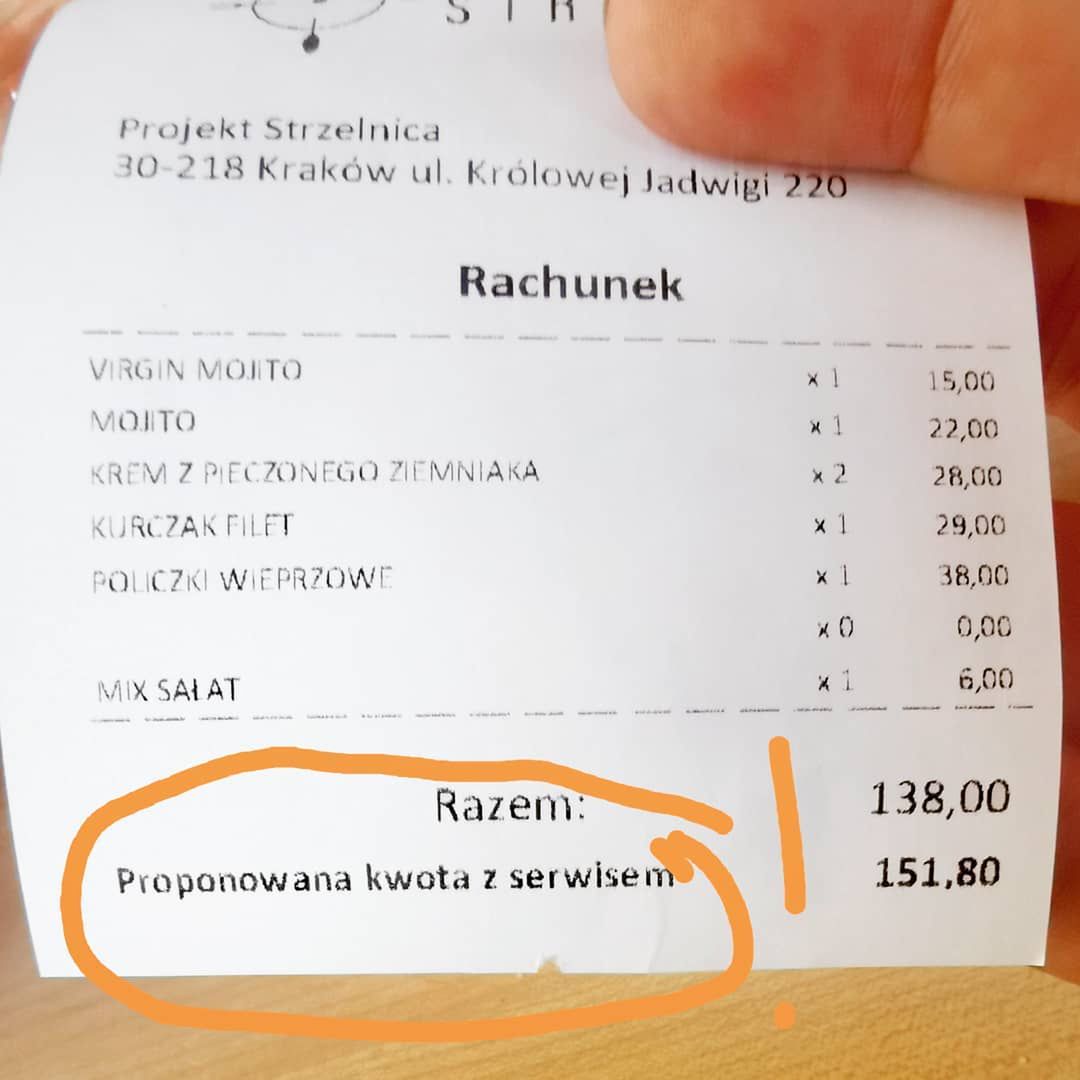 Projekt Strzelnica
30-218 Kraków ul. Królowej Jadwigi 220
Rachunek
VIRGIN MOJITO x 1 15,00
MOJITO x 1 22,00
KREM Z PIECZONEGO ZIEMNIAKA x 2 28,00
KURCZAK FILET x 1 29,00
POLICZKI WIEPRZOWE x 1 38,00
x 0 0,00
MIX SAŁAT x 1 6,00
Razem: 138,00
Proponowana kwota z serwisem 151,80
!